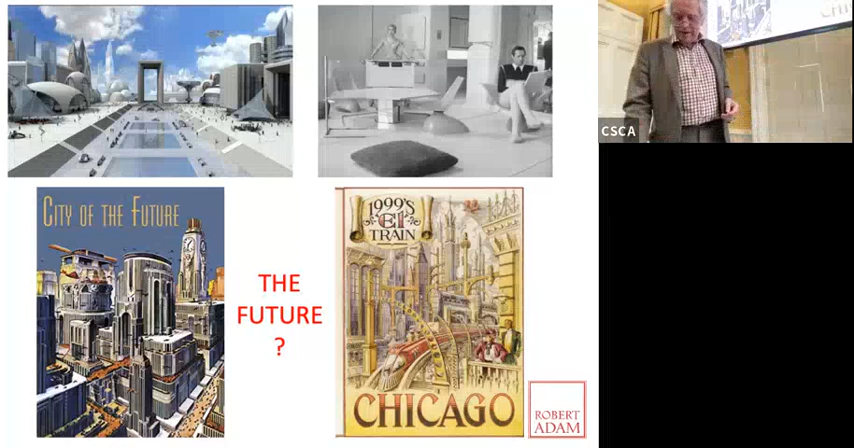 CSCA
CITY OF THE FUTURE
THE
FUTURE
?
1999's
El
TRAIN
CHICAGO
ROBERT
ADAM